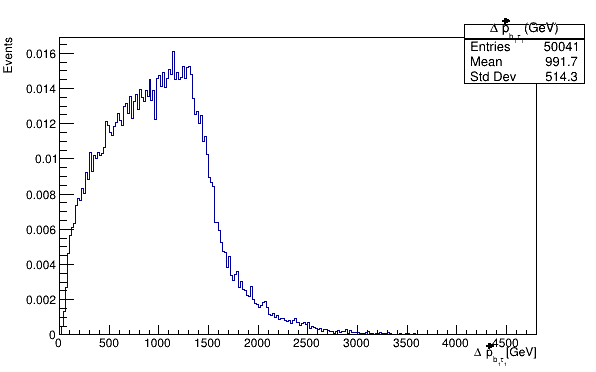 Δ p⃗ b₁τ₁ (GeV)
Entries 50041
Mean 991.7
Std Dev 514.3
Events
0.016
0.014
0.012
0.01
0.008
0.006
0.004
0.002
0
0 500 1000 1500 2000 2500 3000 3500 4000 4500
Δ p⃗ b₁τ₁ [GeV]